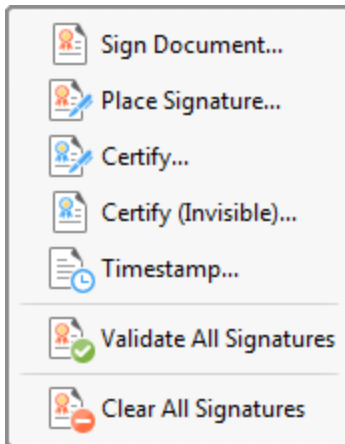 Sign Document...
Place Signature...
Certify...
Certify (Invisible)...
Timestamp...
Validate All Signatures
Clear All Signatures